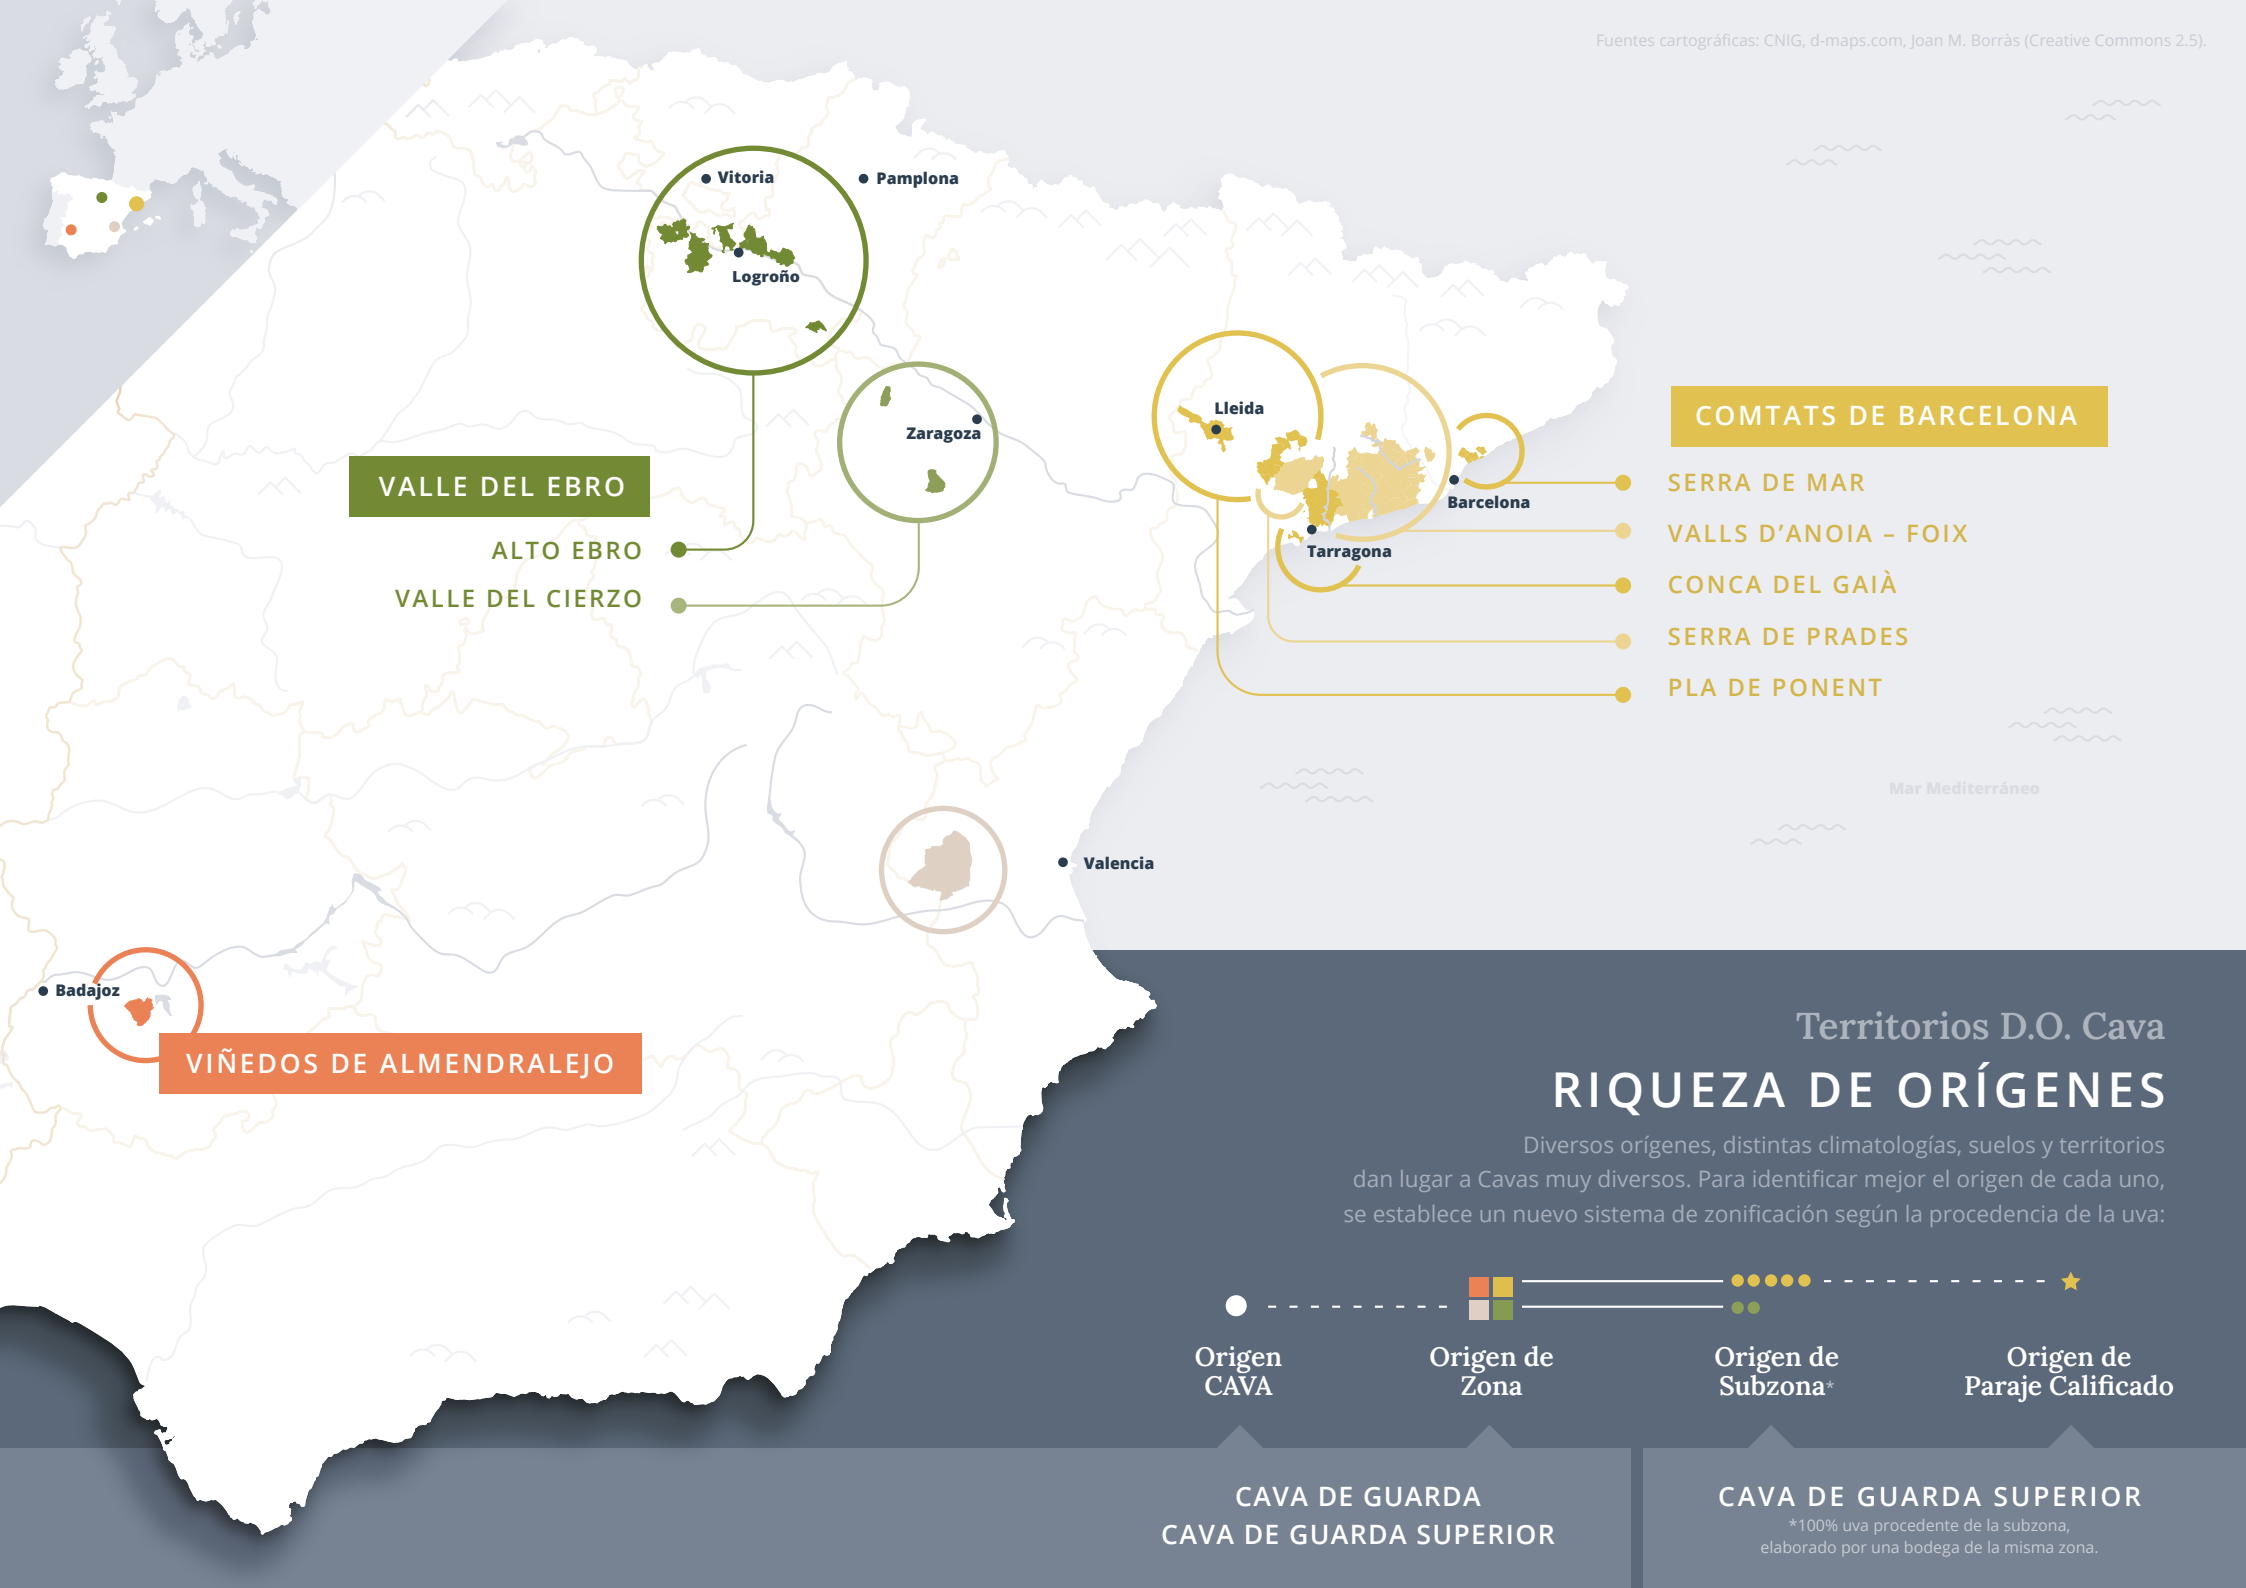 Fuentes cartográficas: CNIG, d-maps.com, Joan M. Borràs (Creative Commons 2.5).
Vitoria
Pamplona
Logroño
Zaragoza
VALLE DEL EBRO
ALTO EBRO
VALLE DEL CIERZO
Lleida
Barcelona
Tarragona
COMTATS DE BARCELONA
SERRA DE MAR
VALLS D’ANOIA – FOIX
CONCA DEL GAIÀ
SERRA DE PRADES
PLA DE PONENT
Mar Mediterráneo
Valencia
Badajoz
VIÑEDOS DE ALMENDRALEJO
Territorios D.O. Cava
RIQUEZA DE ORÍGENES
Diversos orígenes, distintas climatologías, suelos y territorios
dan lugar a Cavas muy diversos. Para identificar mejor el origen de cada uno,
se establece un nuevo sistema de zonificación según la procedencia de la uva:
Origen
CAVA
Origen de
Zona
Origen de
Subzona*
Origen de
Paraje Calificado
CAVA DE GUARDA
CAVA DE GUARDA SUPERIOR
CAVA DE GUARDA SUPERIOR
*100% uva procedente de la subzona,
elaborado por una bodega de la misma zona.